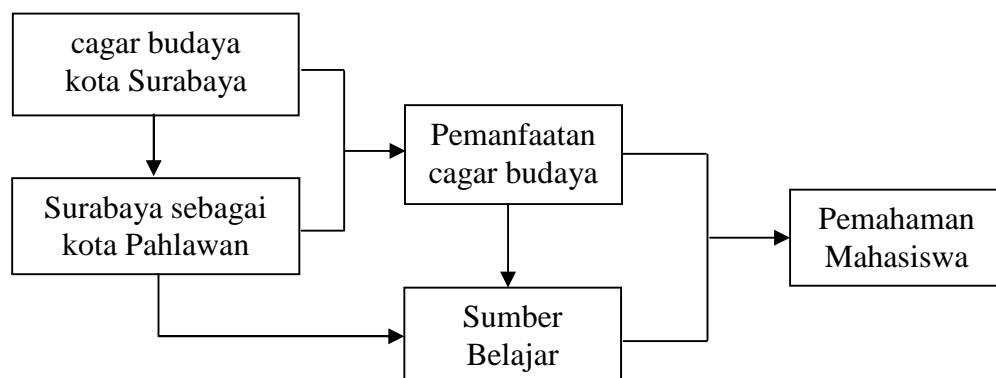 cagar budaya
kota Surabaya
Surabaya sebagai
kota Pahlawan
Pemanfaatan
cagar budaya
Sumber
Belajar
Pemahaman
Mahasiswa